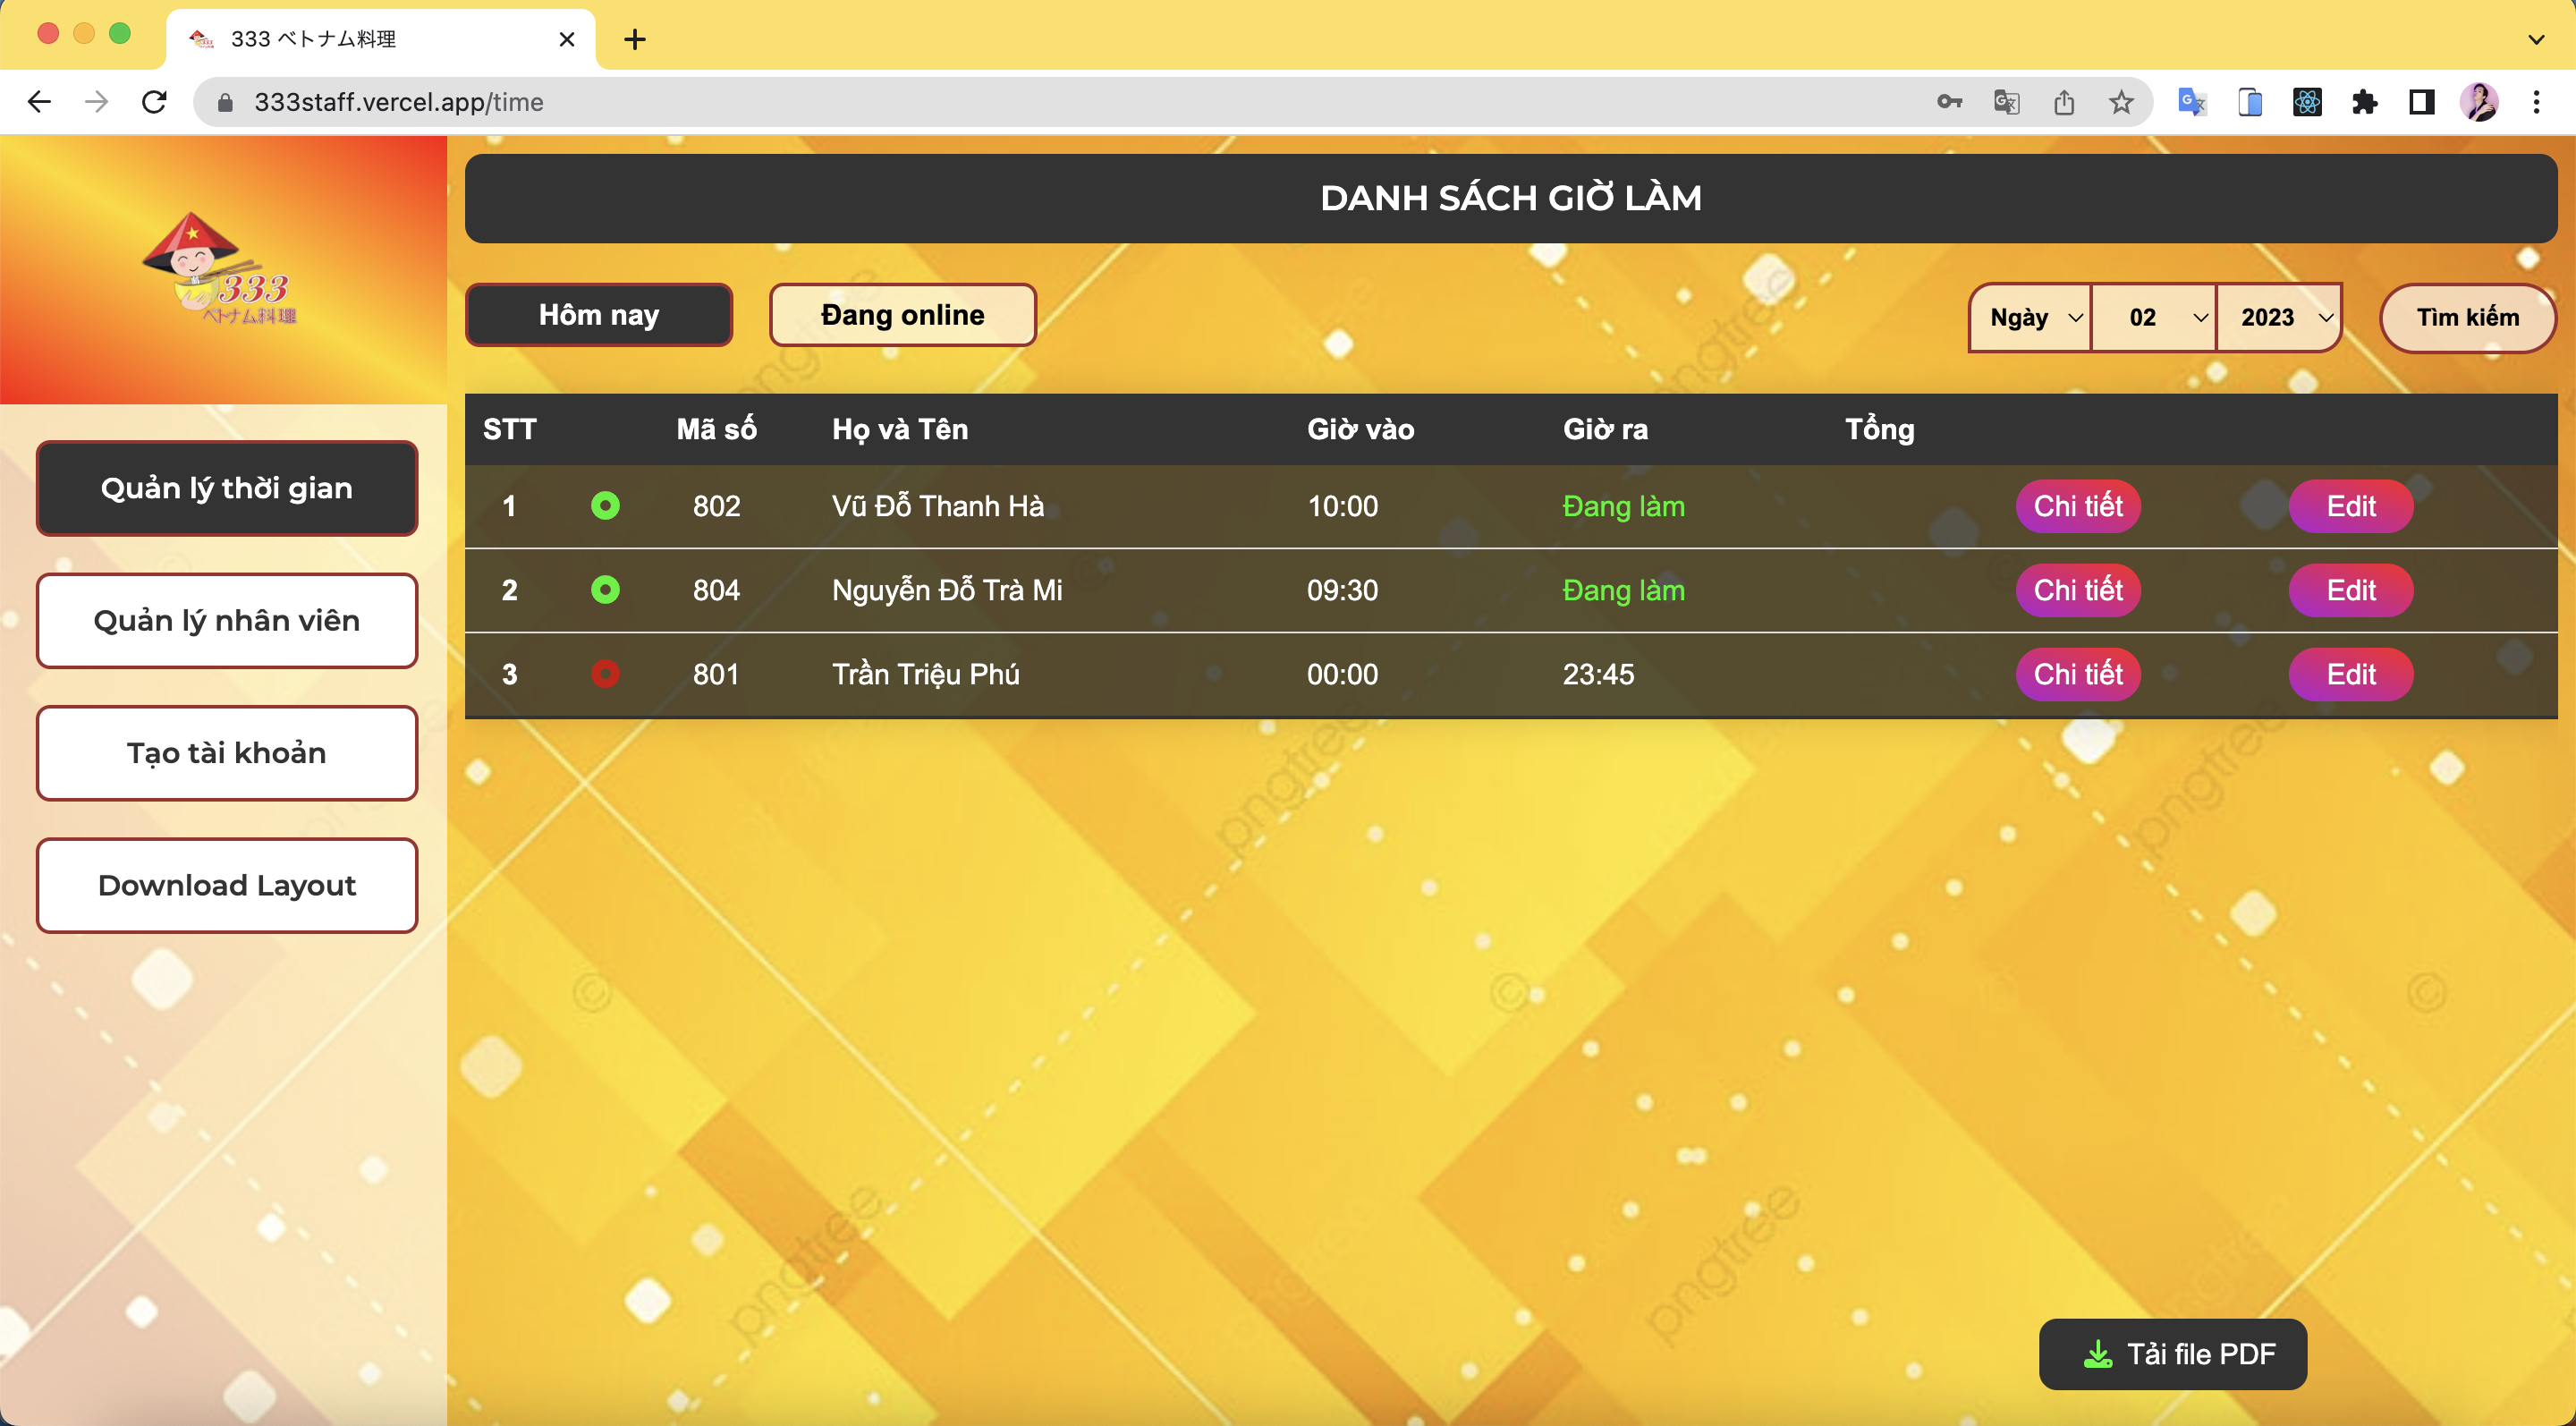 333 ベトナム料理
333staff.vercel.app/time
333
ベトナム料理
DANH SÁCH GIỜ LÀM
Hôm nay
Đang online
Ngày
02
2023
Tìm kiếm
Quản lý thời gian
Quản lý nhân viên
Tạo tài khoản
Download Layout
STT Mã số Họ và Tên Giờ vào Giờ ra Tổng
1 802 Vũ Đỗ Thanh Hà 10:00 Đang làm Chi tiết Edit
2 804 Nguyễn Đỗ Trà Mi 09:30 Đang làm Chi tiết Edit
3 801 Trần Triệu Phú 00:00 23:45 Chi tiết Edit
pngtree
pngtree
pngtree
pngtree
pngtree
Tải file PDF